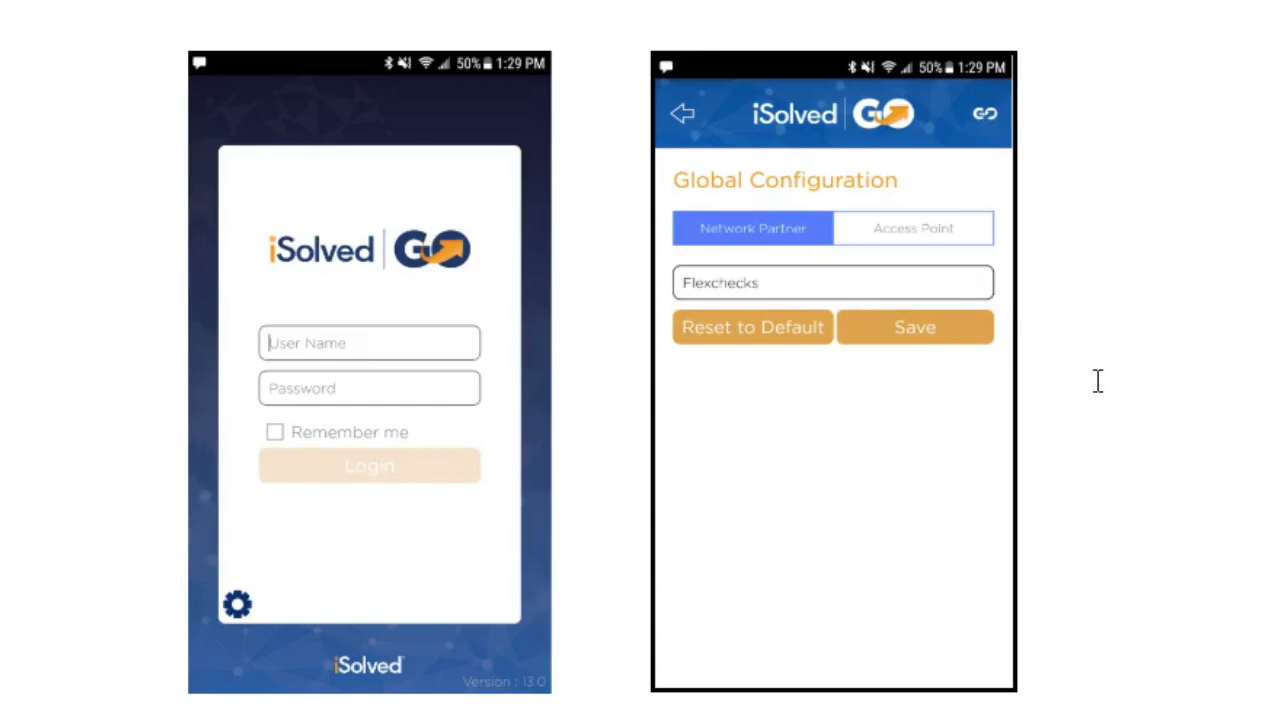 50% 1:29 PM
iSolved GO
User Name
Password
Remember me
Login
iSolved
Version : 13.0
50% 1:29 PM
iSolved GO
GO
Global Configuration
Network Partner Access Point
Flexchecks
Reset to Default Save